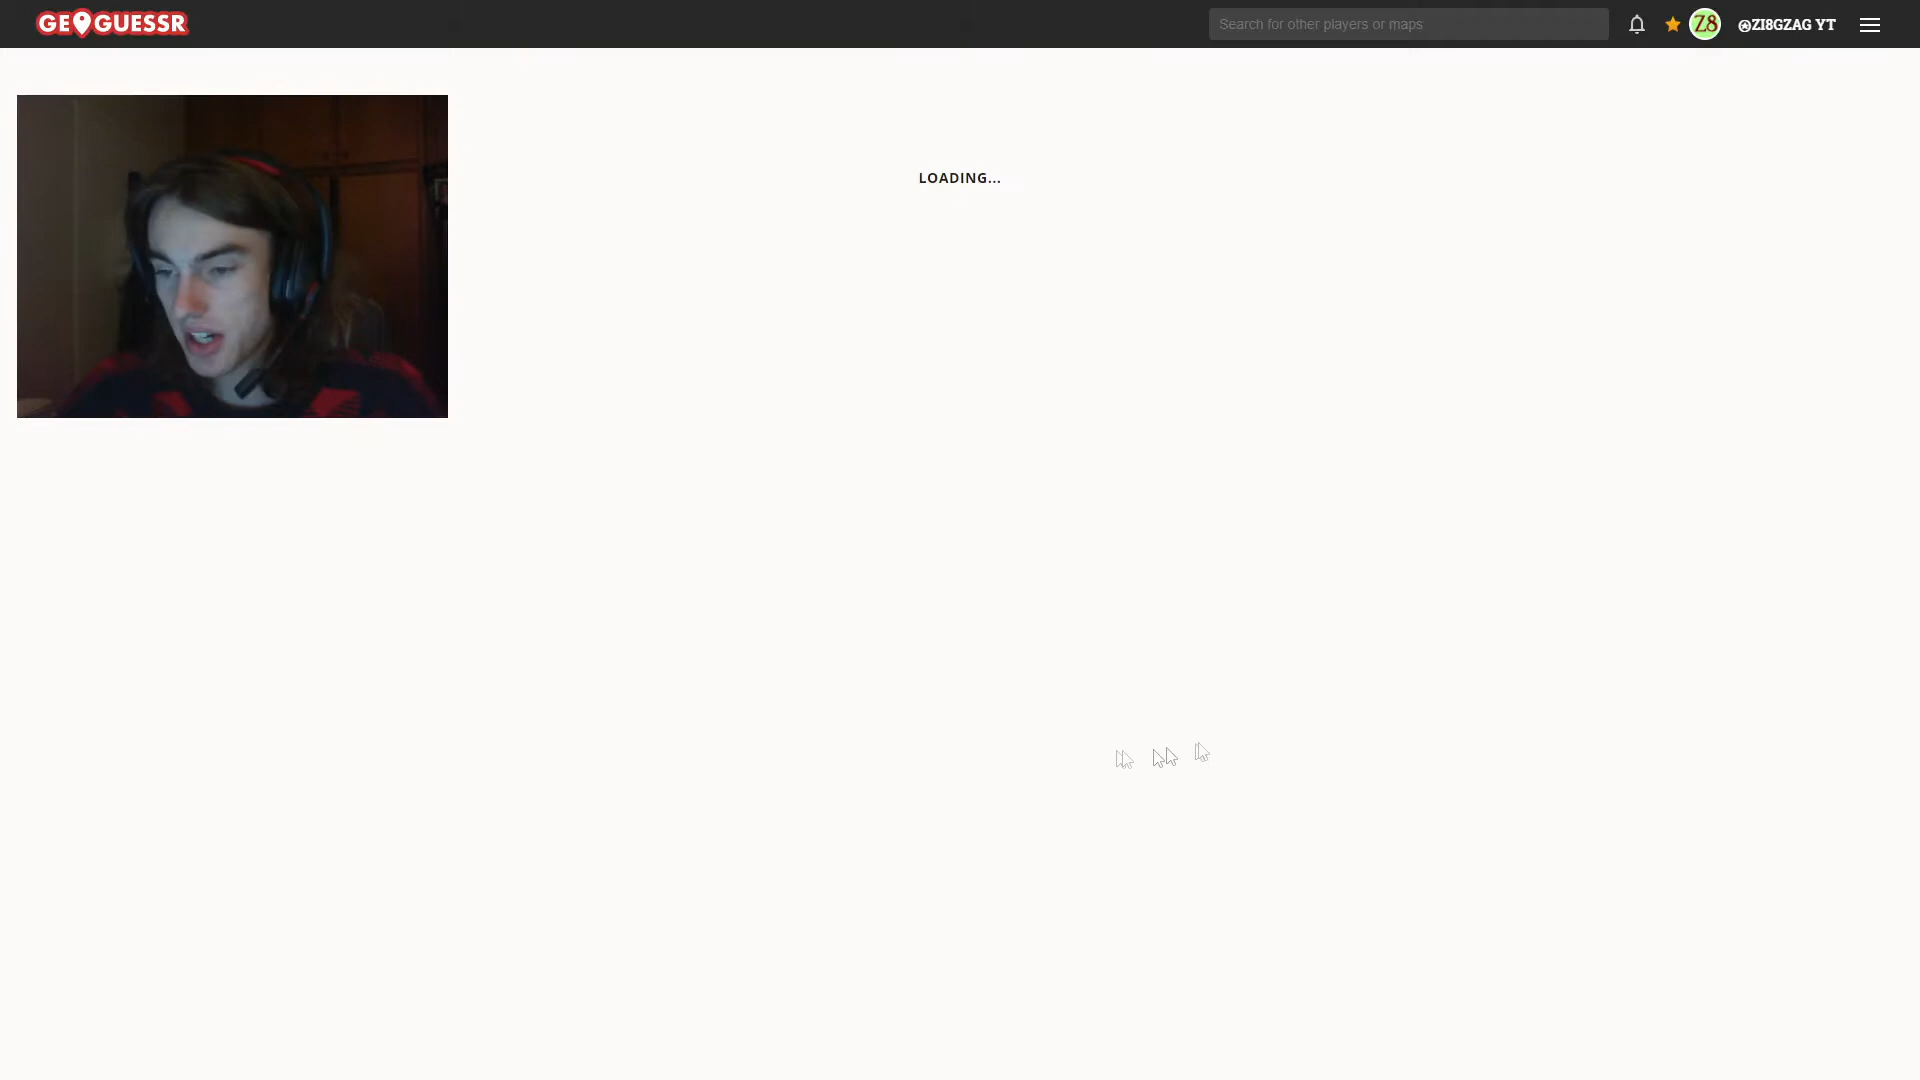 GEOGUESSR
Search for other players or maps
Z8
@ZI8GZAG YT
LOADING...